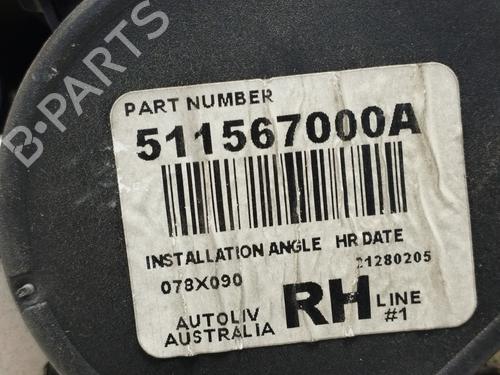 B-PARTS
PART NUMBER
511567000A
INSTALLATION ANGLE HR DATE
078X090 21280205
AUTOLIV
AUSTRALIA
RH
LINE
#1